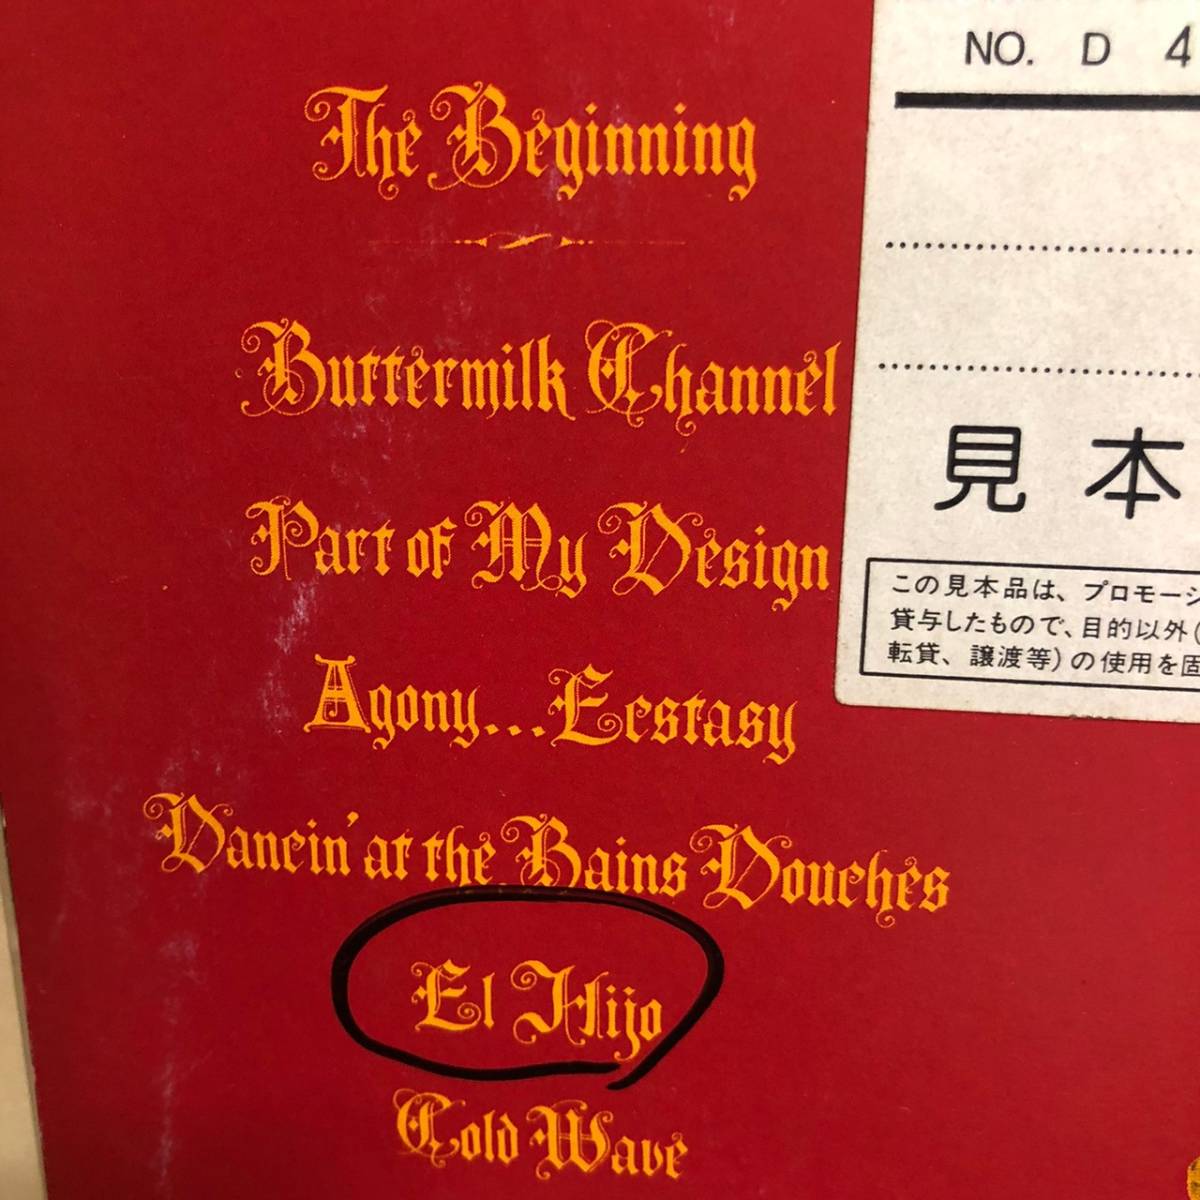 The Beginning
Buttermilk Channel
Part of My Design
Agony...Ecstasy
Dancin' at the Bains Douches
El Hijo
Cold Wave
NO. D 4
見本
この見本品は、プロモーシ
貸与したもので、目的以外(
転貸、譲渡等)の使用を固